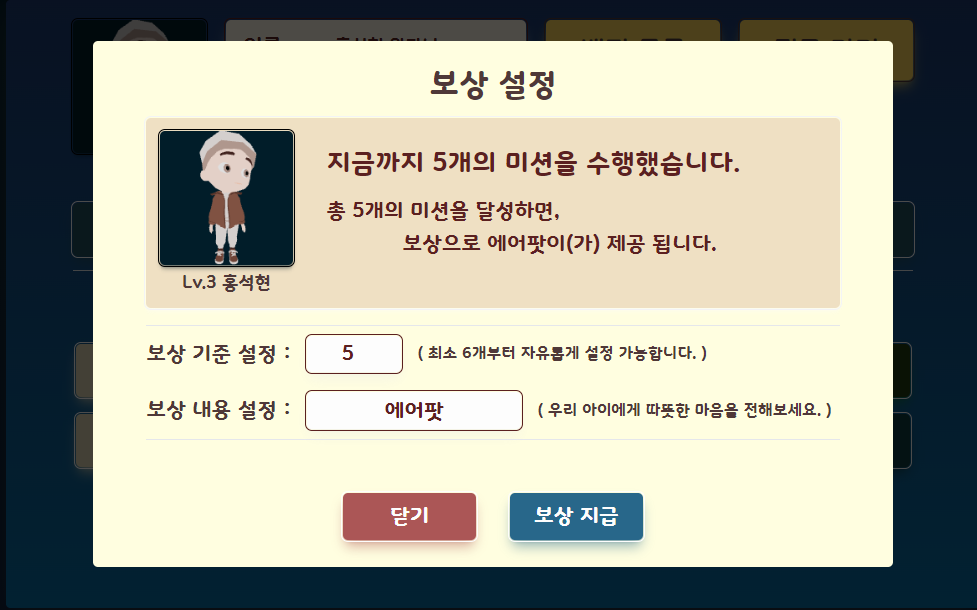 보상 설정
지금까지 5개의 미션을 수행했습니다.
총 5개의 미션을 달성하면,
보상으로 에어팟이(가) 제공 됩니다.
Lv.3 홍석현
보상 기준 설정 : 5 ( 최소 6개부터 자유롭게 설정 가능합니다. )
보상 내용 설정 : 에어팟 ( 우리 아이에게 따뜻한 마음을 전해보세요. )
닫기 보상 지급